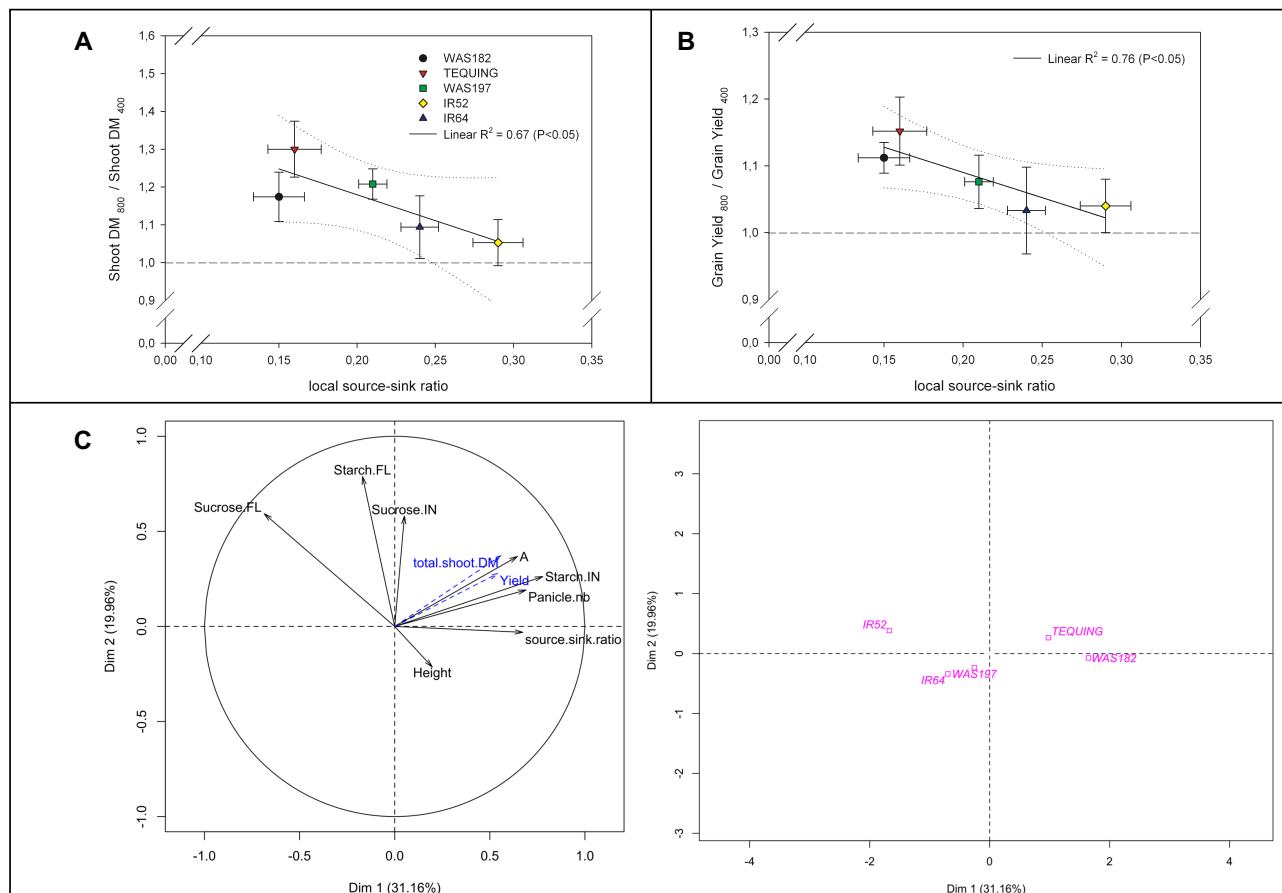 A
1,6
1,5
1,4
1,3
1,2
1,1
1,0
0,9
0,0
Shoot DM 800 / Shoot DM 400
WAS182
TEQUING
WAS197
IR52
IR64
Linear R2 = 0.67 (P<0.05)
0,00 0,10 0,15 0,20 0,25 0,30 0,35
local source-sink ratio
B
1,3
1,2
1,1
1,0
0,9
0,0
Grain Yield 800 / Grain Yield 400
Linear R2 = 0.76 (P<0.05)
0,00 0,10 0,15 0,20 0,25 0,30 0,35
local source-sink ratio
C
1.0
0.5
0.0
-0.5
-1.0
Dim 2 (19.96%)
Starch.FL
Sucrose.FL
Sucrose.IN
total.shoot.DM
A
Starch.IN
Yield
Panicle.nb
source.sink.ratio
Height
-1.0 -0.5 0.0 0.5 1.0
Dim 1 (31.16%)
3
2
1
0
-1
-2
-3
Dim 2 (19.96%)
IR52
TEQUING
WAS182
WAS197
IR64
-4 -2 0 2 4
Dim 1 (31.16%)